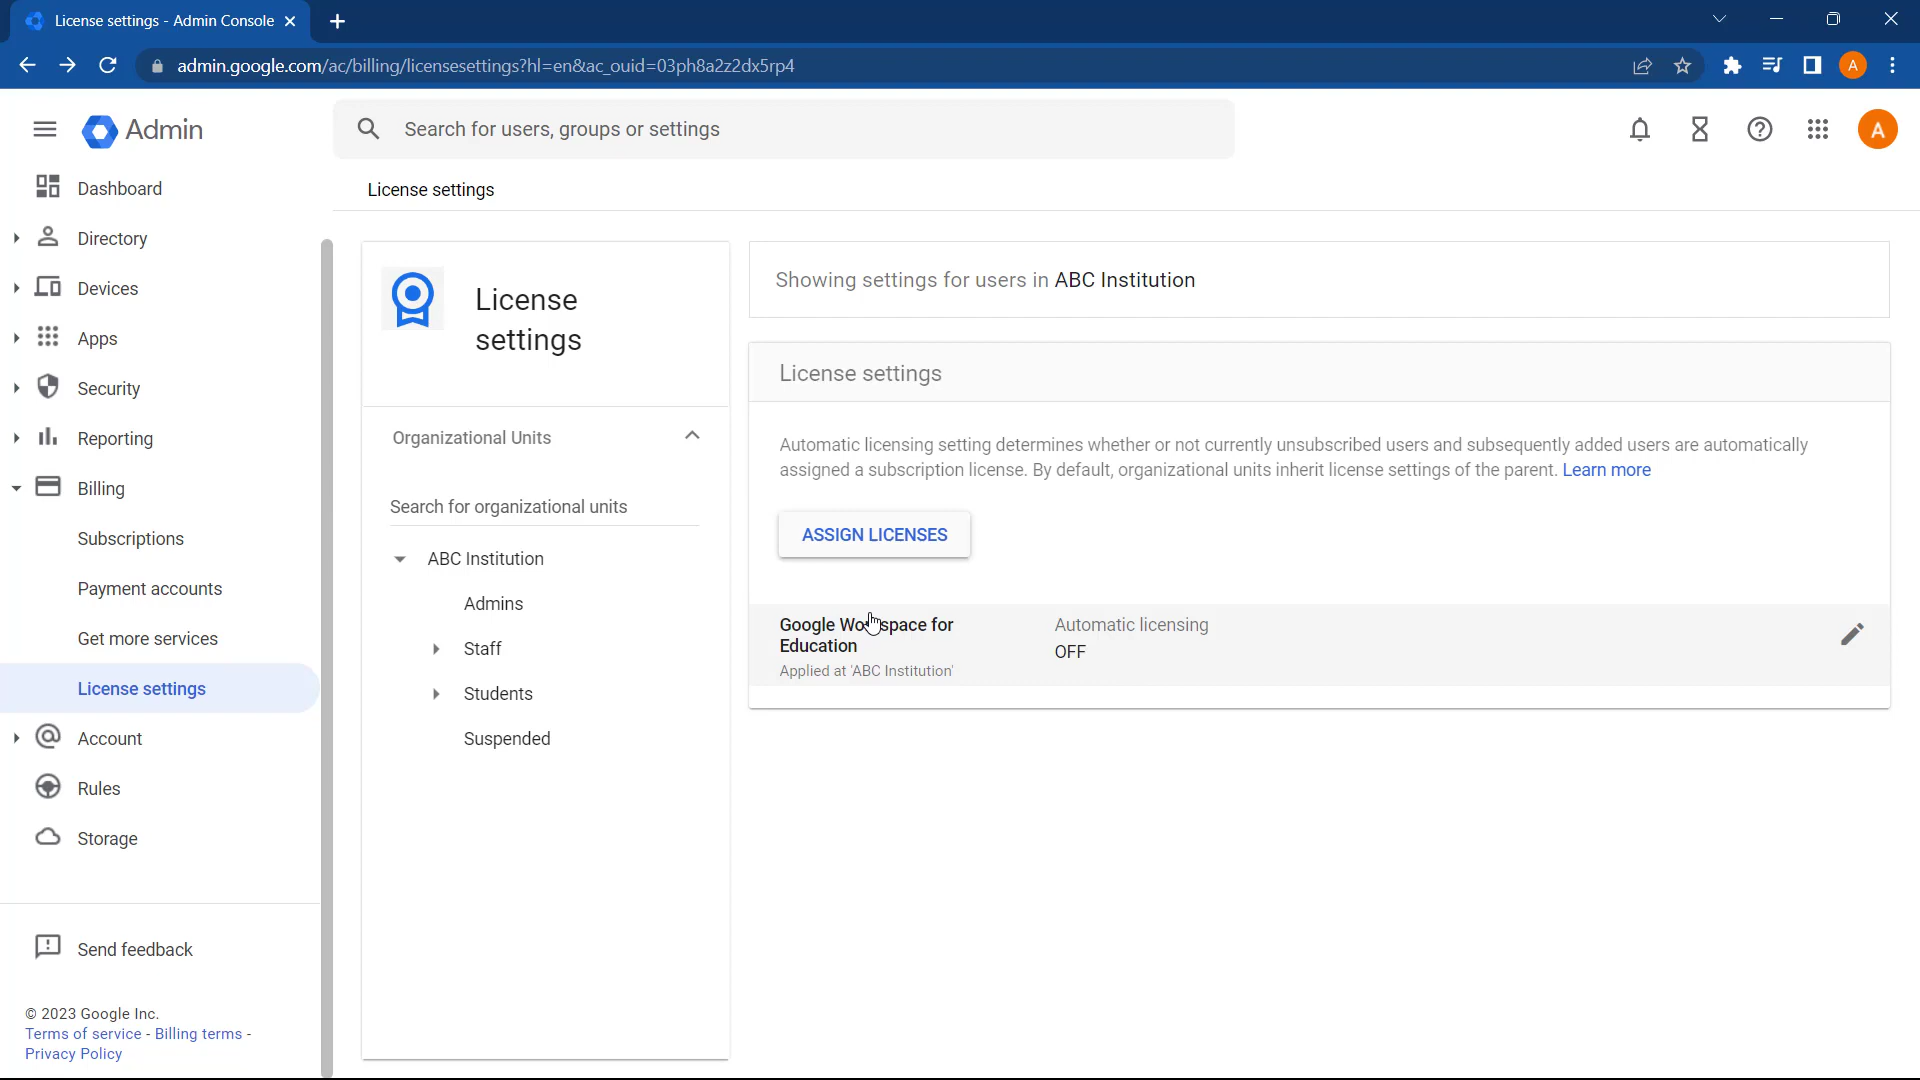 License settings - Admin Console
admin.google.com/ac/billing/licensesettings?hl=en&ac_ouid=03ph8a2z2dx5rp4
A
Admin
Search for users, groups or settings
A
Dashboard
Directory
Devices
Apps
Security
Reporting
Billing
Subscriptions
Payment accounts
Get more services
License settings
Account
Rules
Storage
Send feedback
© 2023 Google Inc.
Terms of service - Billing terms -
Privacy Policy
License settings
License
settings
Organizational Units
Search for organizational units
ABC Institution
Admins
Staff
Students
Suspended
Showing settings for users in ABC Institution
License settings
Automatic licensing setting determines whether or not currently unsubscribed users and subsequently added users are automatically
assigned a subscription license. By default, organizational units inherit license settings of the parent. Learn more
ASSIGN LICENSES
Google Workspace for
Education
Applied at 'ABC Institution'
Automatic licensing
OFF